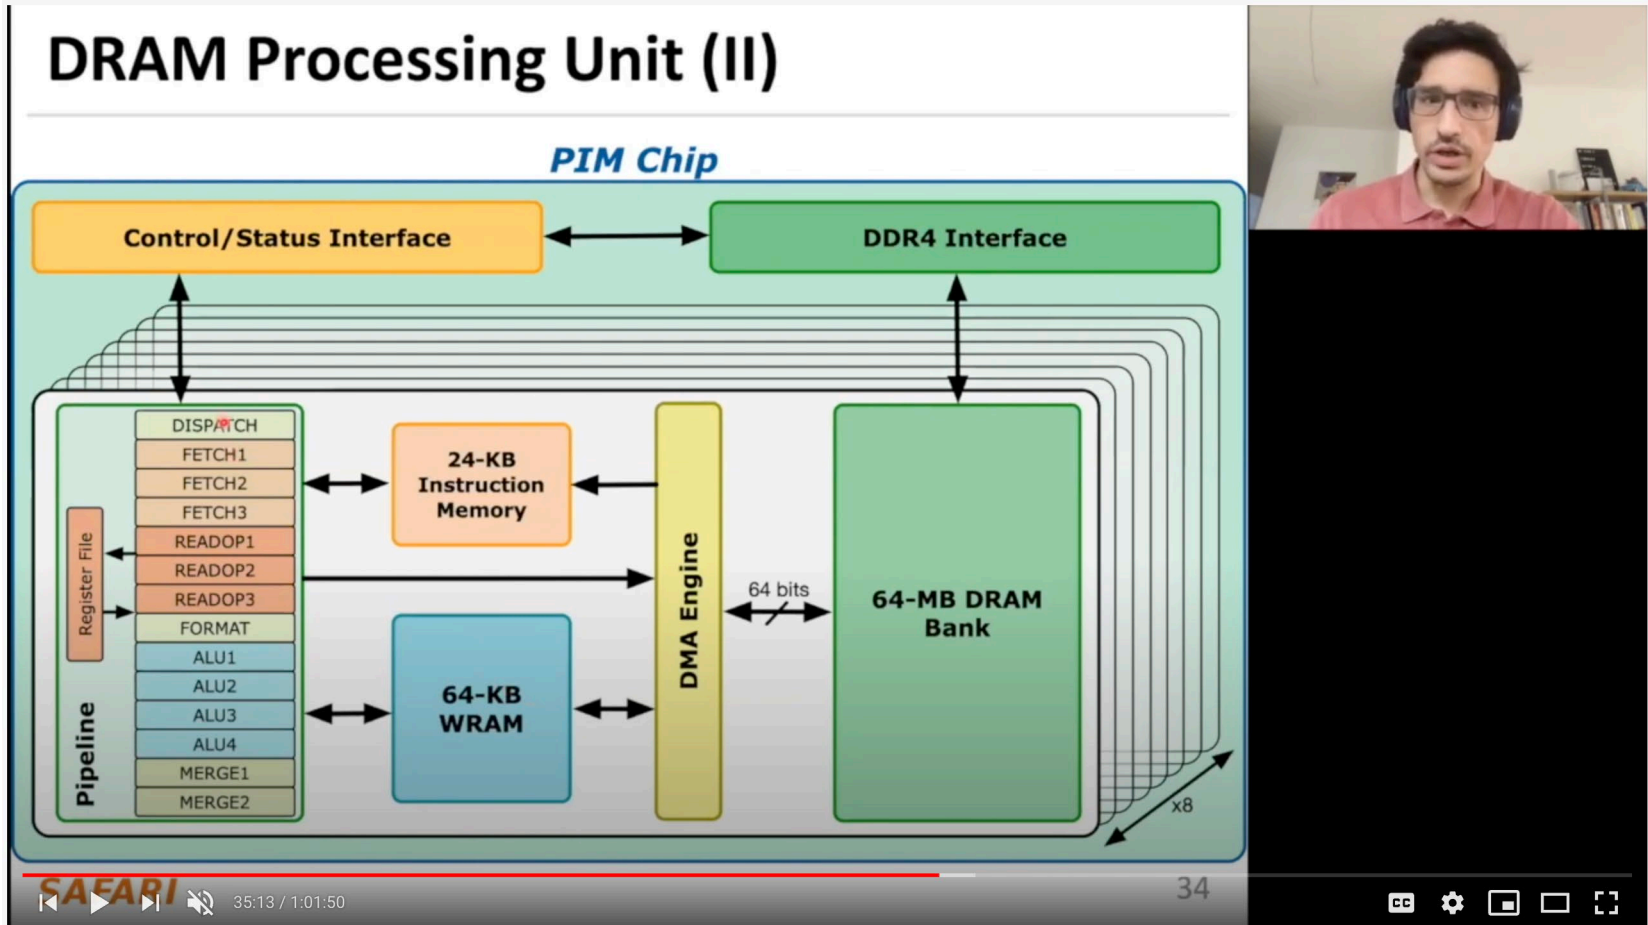 DRAM Processing Unit (II)
PIM Chip
Control/Status Interface
DDR4 Interface
DISPATCH
FETCH1
FETCH2
FETCH3
READOP1
READOP2
READOP3
FORMAT
ALU1
ALU2
ALU3
ALU4
MERGE1
MERGE2
Register File
Pipeline
24-KB
Instruction
Memory
64-KB
WRAM
DMA Engine
64 bits
64-MB DRAM
Bank
x8
SAFARI
34
35:13 / 1:01:50
CC